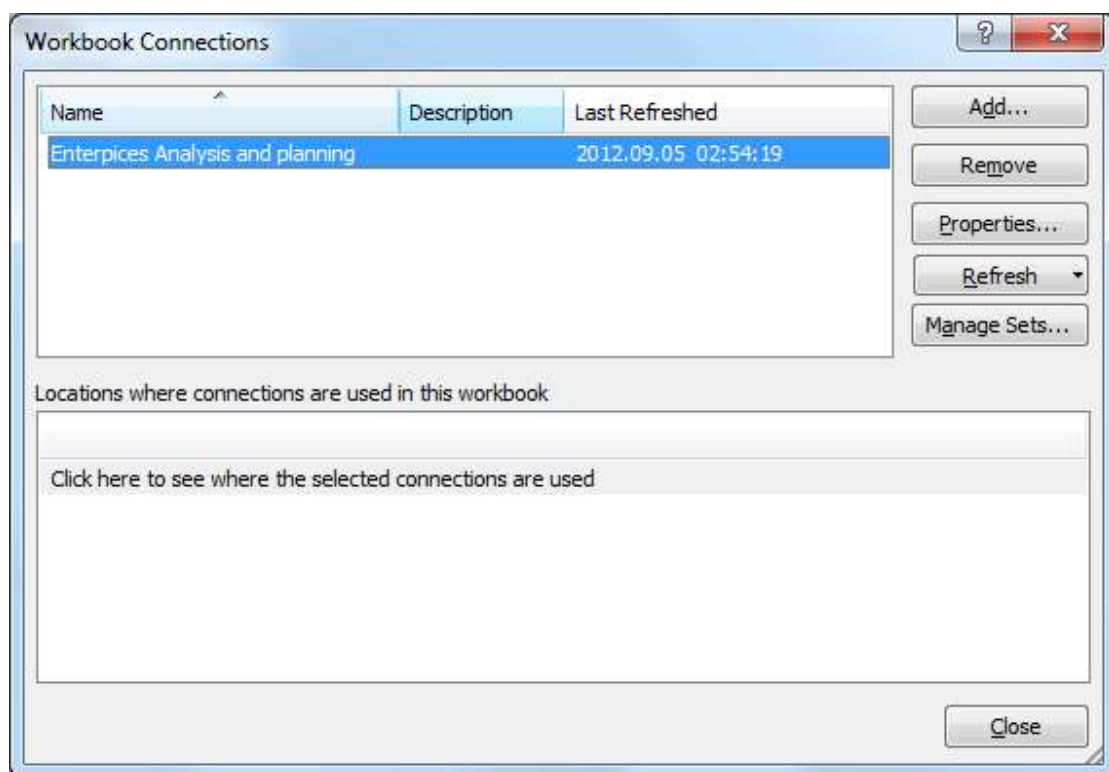 Workbook Connections
?
Name Description Last Refreshed
Enterpices Analysis and planning 2012.09.05 02:54:19
Add...
Remove
Properties...
Refresh
Manage Sets...
Locations where connections are used in this workbook
Click here to see where the selected connections are used
Close